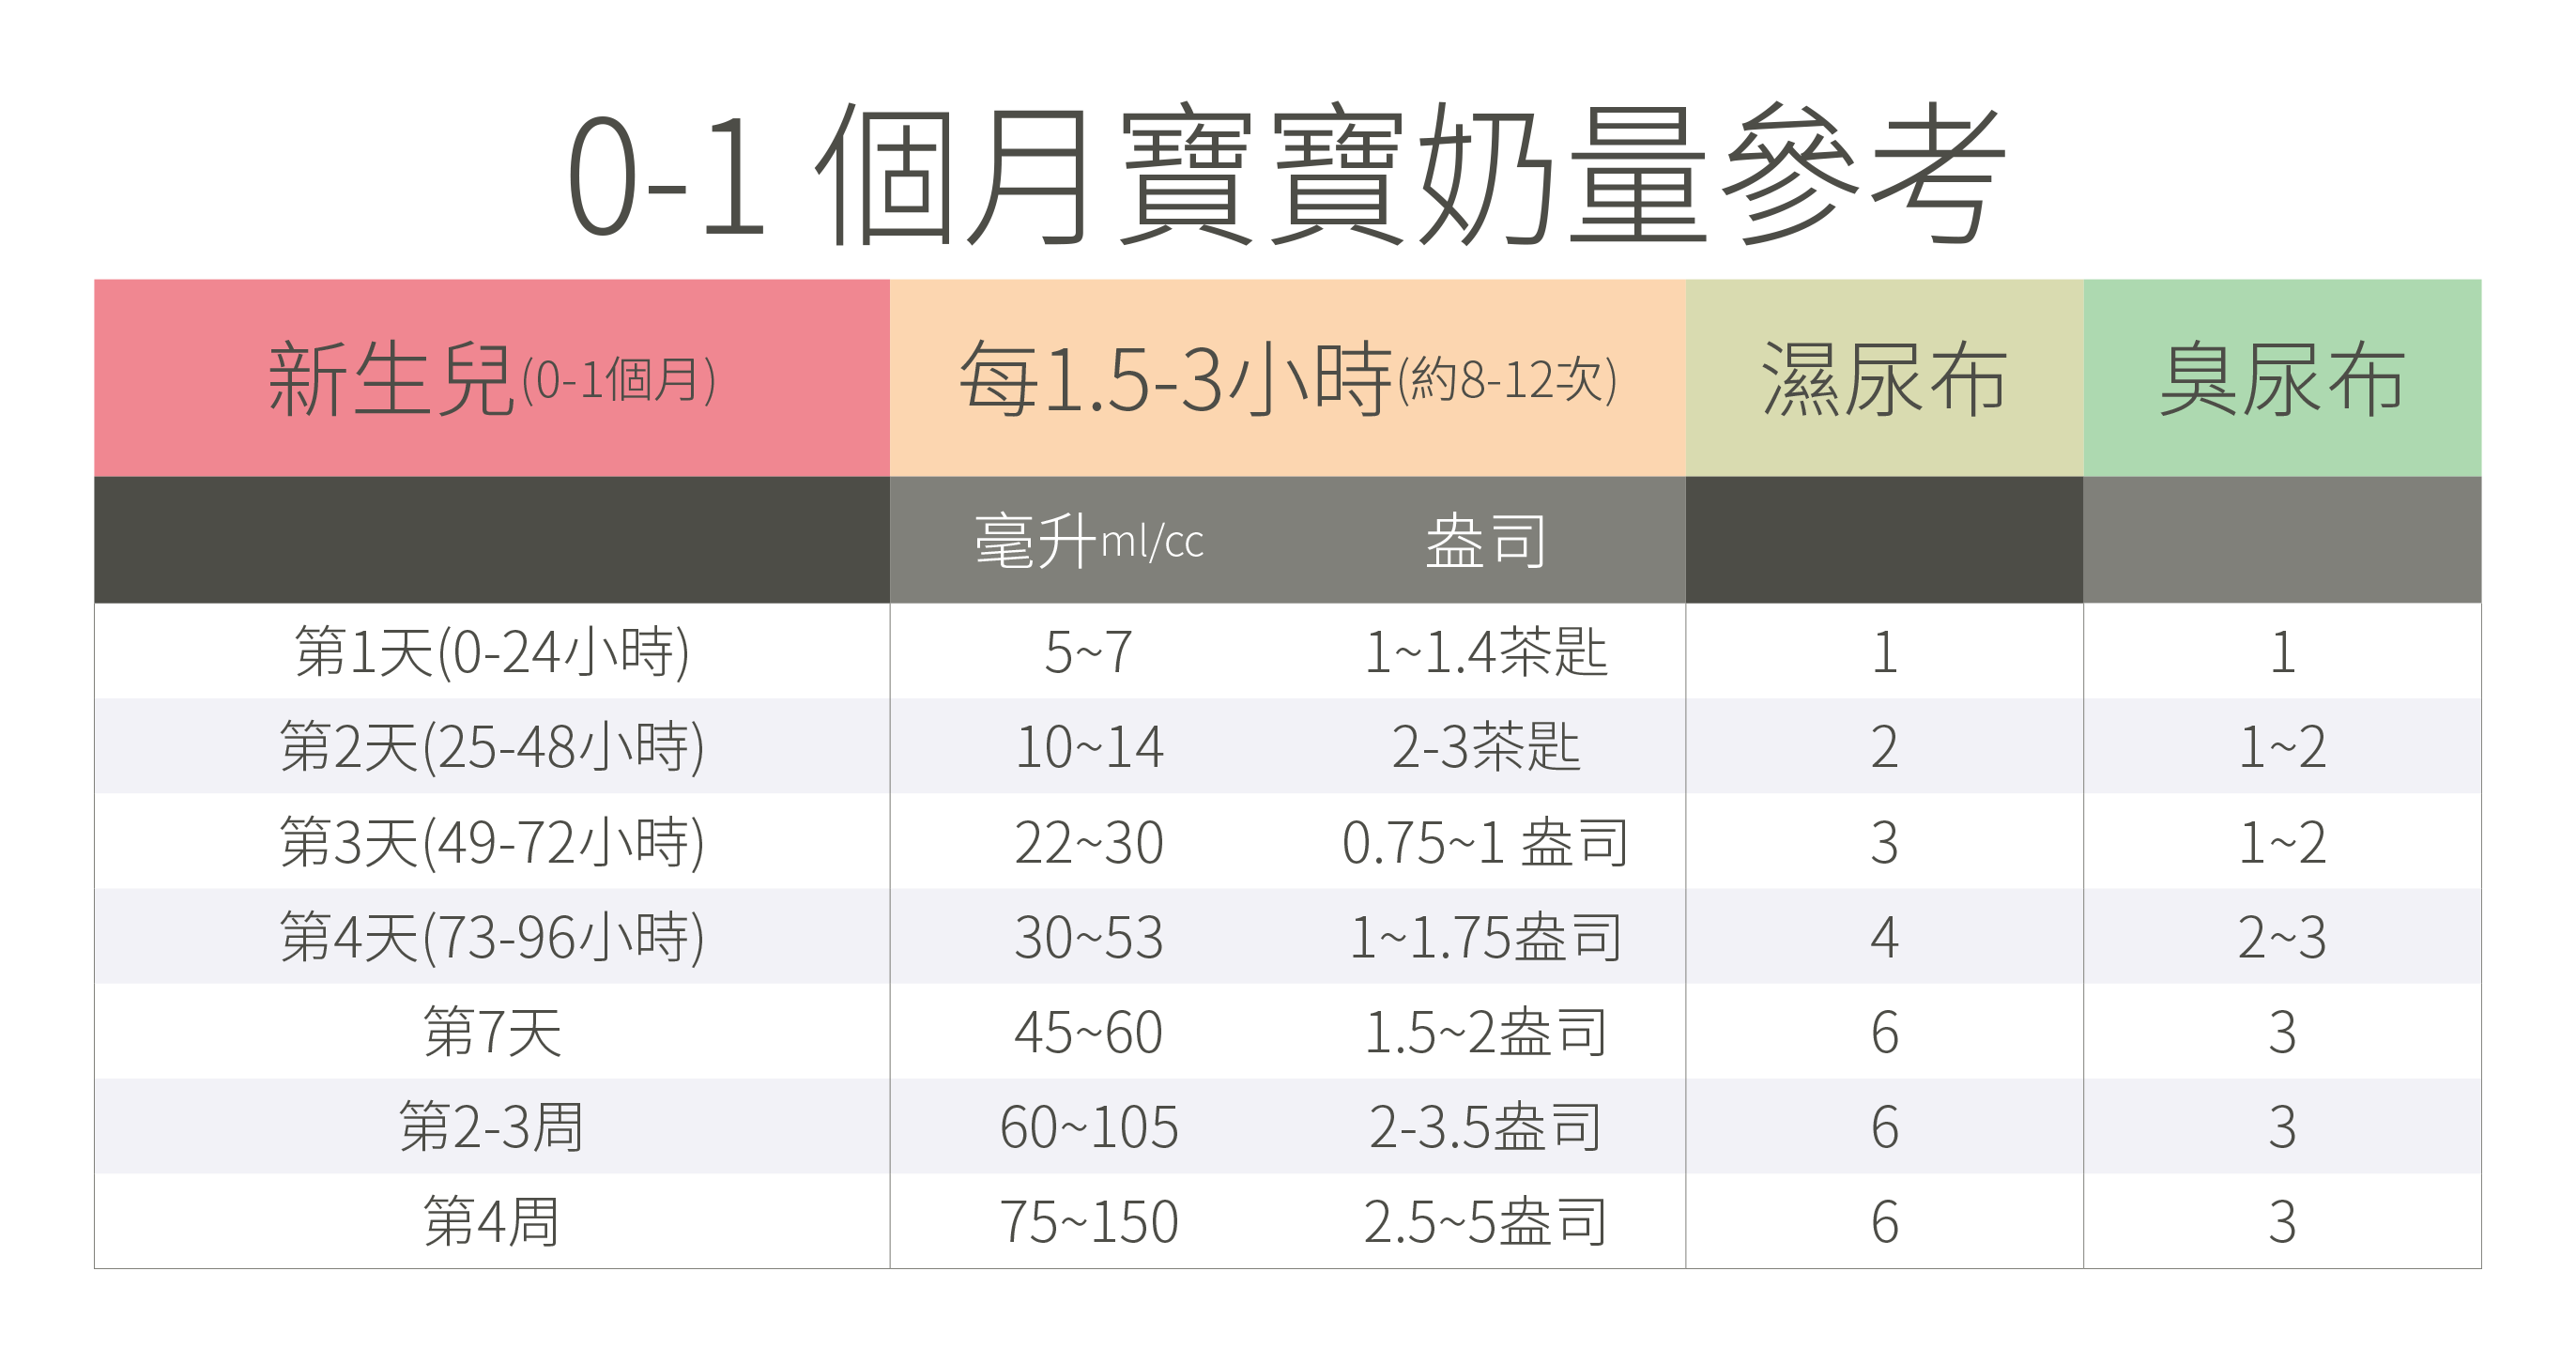 0-1 個月寶寶奶量參考
新生兒(0-1個月) 每1.5-3小時(約8-12次) 濕尿布 臭尿布
毫升ml/cc 盎司
第1天(0-24小時) 5~7 1~1.4茶匙 1 1
第2天(25-48小時) 10~14 2-3茶匙 2 1~2
第3天(49-72小時) 22~30 0.75~1 盎司 3 1~2
第4天(73-96小時) 30~53 1~1.75盎司 4 2~3
第7天 45~60 1.5~2盎司 6 3
第2-3周 60~105 2-3.5盎司 6 3
第4周 75~150 2.5~5盎司 6 3